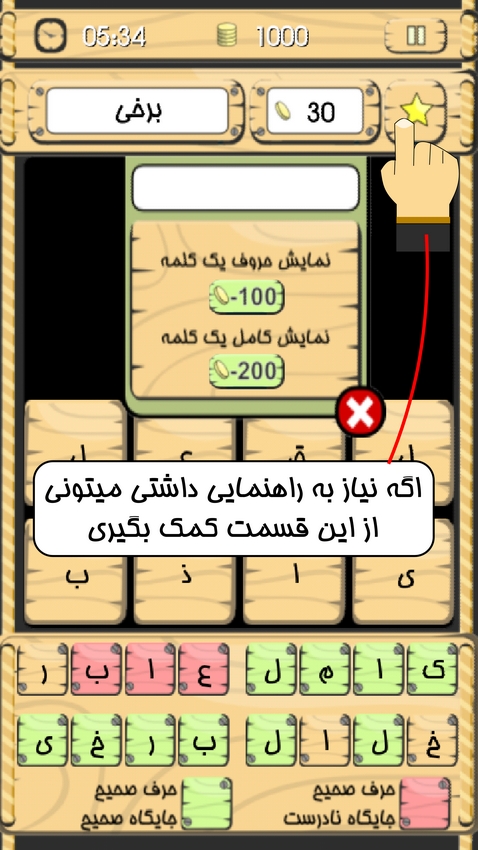 05:34 1000
برخی 30
نمایش حروف یک کلمه
-100
نمایش کامل یک کلمه
-200
اگه نیاز به راهنمایی داشتی میتونی
از این قسمت کمک بگیری
ی ا ذ ب
ک ا م ل ع ا ب ر
خ ل ا ل ب ر خ ی
حرف صحیح
جایگاه نادرست
حرف صحیح
جایگاه صحیح